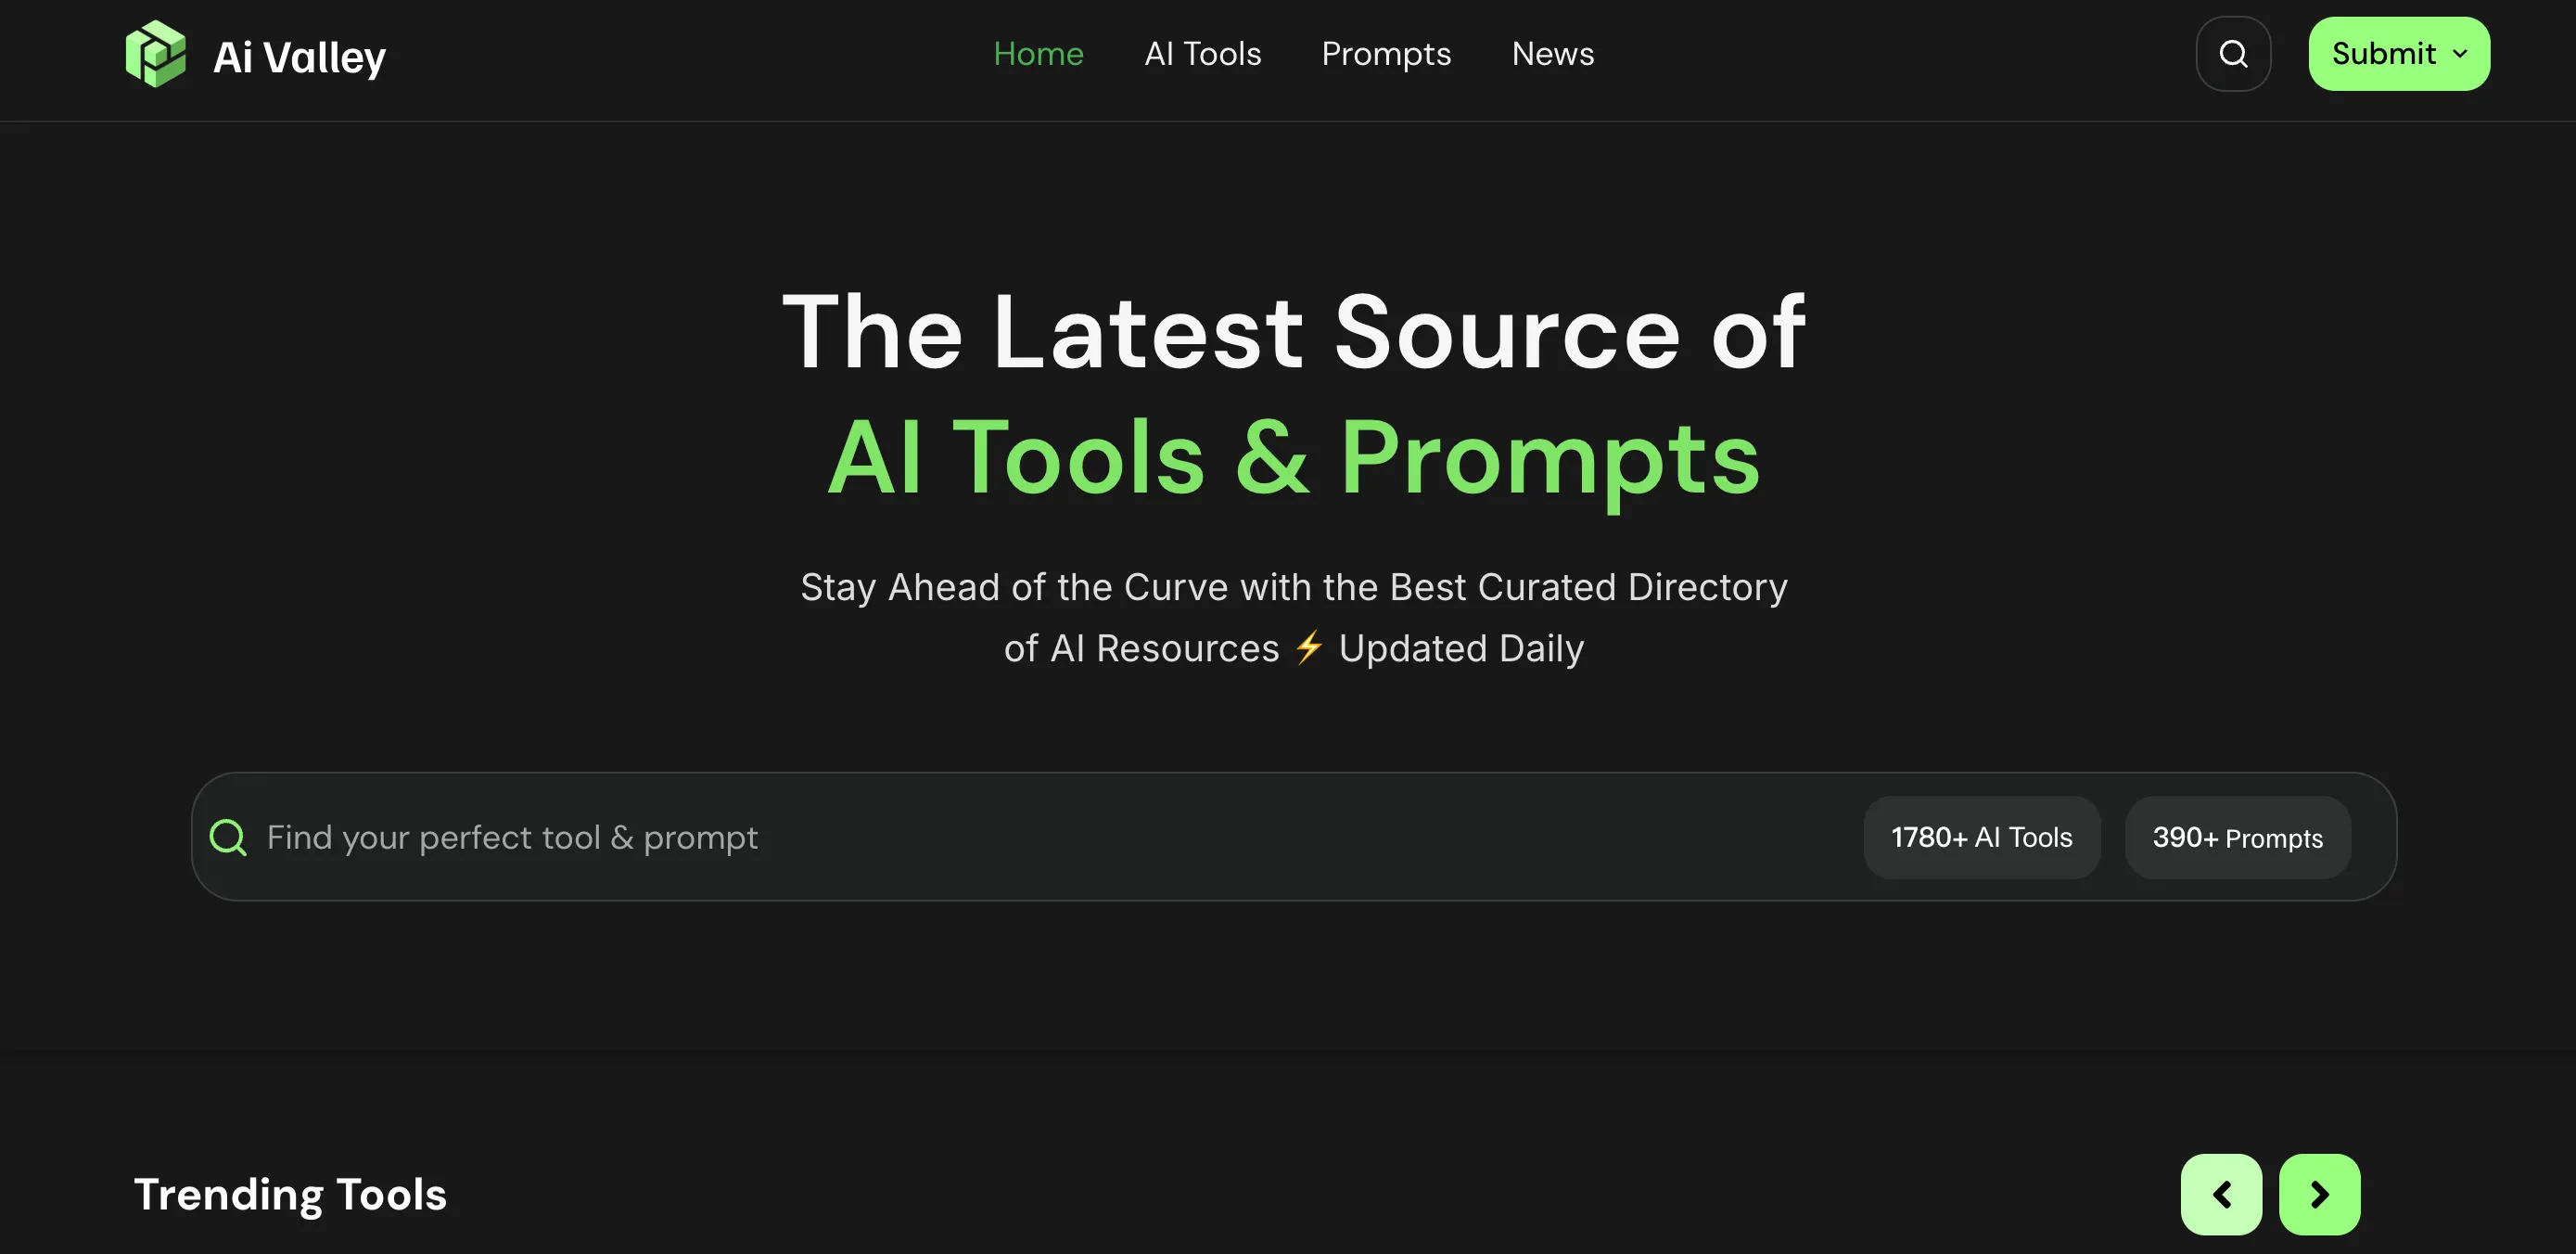 Ai Valley
Home
AI Tools
Prompts
News
Submit
The Latest Source of
AI Tools & Prompts
Stay Ahead of the Curve with the Best Curated Directory
of AI Resources ⚡ Updated Daily
Find your perfect tool & prompt
1780+ AI Tools
390+ Prompts
Trending Tools